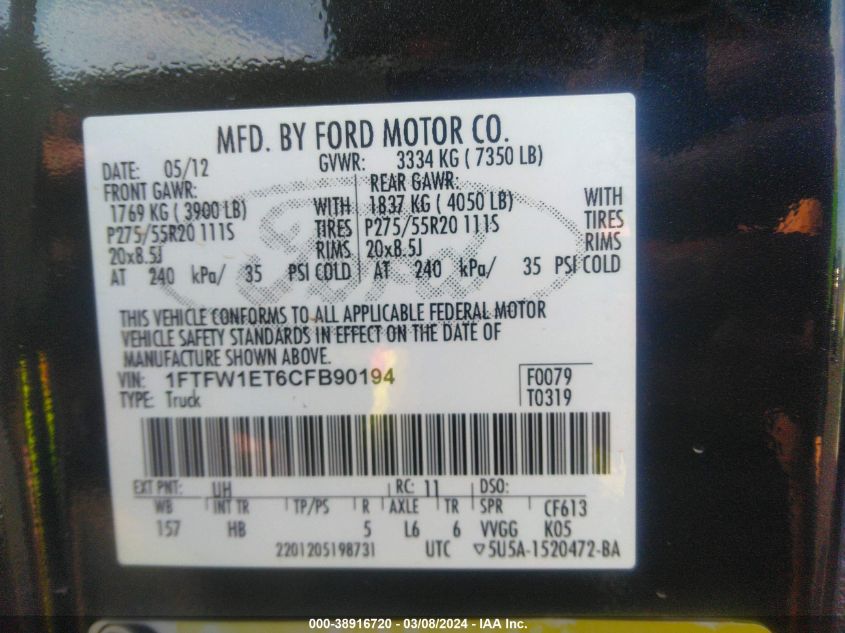 MFD. BY FORD MOTOR CO.
DATE: 05/12 GVWR: 3334 KG ( 7350 LB)
FRONT GAWR: REAR GAWR:
1769 KG ( 3900 LB) WITH 1837 KG ( 4050 LB) WITH
P275/55R20 111S TIRES P275/55R20 111S TIRES
20x8.5J RIMS 20x8.5J RIMS
AT 240 kPa/ 35 PSI COLD AT 240 kPa/ 35 PSI COLD
Ford
THIS VEHICLE CONFORMS TO ALL APPLICABLE FEDERAL MOTOR
VEHICLE SAFETY STANDARDS IN EFFECT ON THE DATE OF
MANUFACTURE SHOWN ABOVE.
VIN: 1FTFW1ET6CFB90194 F0079
TYPE: Truck T0319
EXT PNT: UH RC: 11 DSO:
WB INT TR TP/PS R AXLE TR SPR CF613
157 HB 5 L6 6 VVGG K05
2201205198731 UTC ▽5U5A-1520472-BA
000-38916720 - 03/08/2024 - IAA Inc.